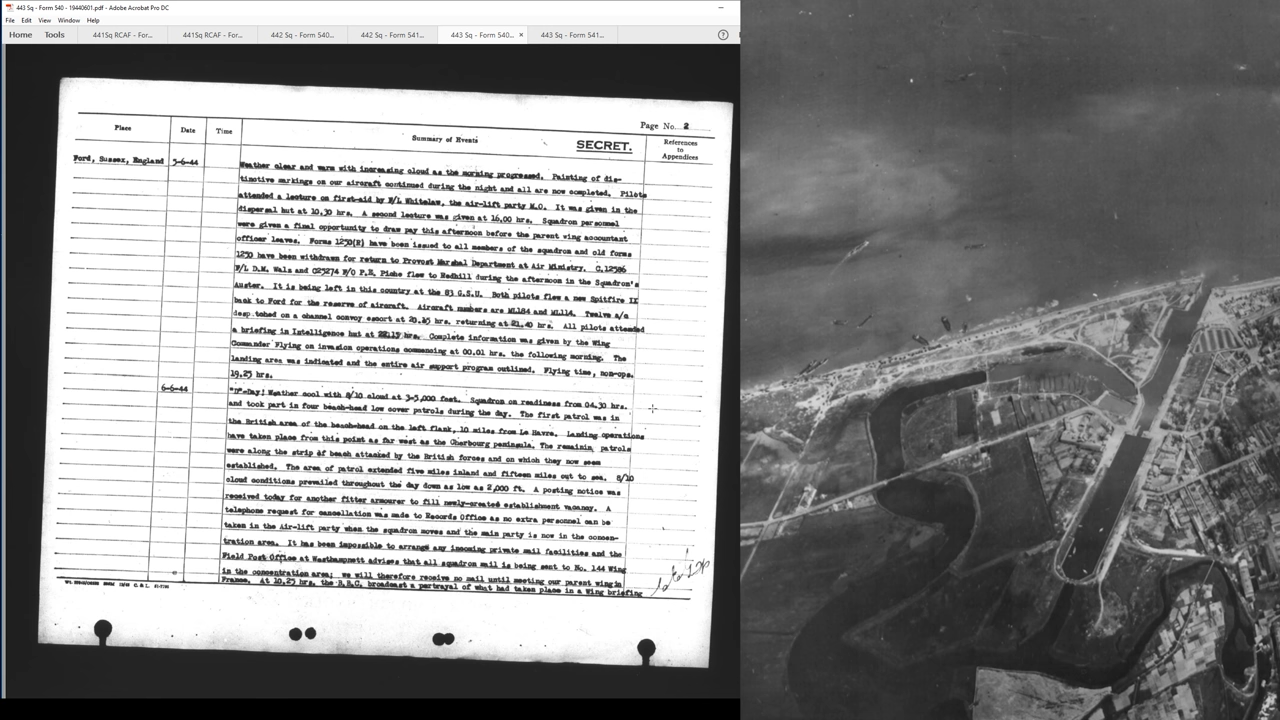 443 Sq - Form 540 - 19440601.pdf - Adobe Acrobat Pro DC
File Edit View Window Help
Home Tools 441Sq RCAF - For... 441Sq RCAF - For... 442 Sq - Form 540... 442 Sq - Form 541... 443 Sq - Form 540... × 443 Sq - Form 541...
Page No. 2
Place Date Time Summary of Events SECRET. References to Appendices
Ford, Sussex, England 5-6-44
Weather clear and warm with increasing cloud as the morning progressed. Painting of dis-
tinctive markings on our aircraft continued during the night and all are now completed. Pilots
attended a lecture on first-aid by F/L Whitelaw, the air-lift party M.O. It was given in the
dispersal hut at 10.30 hrs. A second lecture was given at 16.00 hrs. Squadron personnel
were given a final opportunity to draw pay this afternoon before the parent wing accountant
officer leaves. Forms 1250(R) have been issued to all members of the squadron and old forms
1250 have been withdrawn for return to Provost Marshal Department at Air Ministry. C.12586
F/L D.M. Walz and C25274 F/O P.E. Piche flew to Redhill during the afternoon in the Squadron's
Auster. It is being left in this country at the 83 G.S.U. Both pilots flew a new Spitfire IX
back to Ford for the reserve of aircraft. Aircraft numbers are ML184 and ML114. Twelve a/c
despatched on a channel convoy escort at 20.35 hrs, returning at 21.40 hrs. All pilots attended
a briefing in Intelligence hut at 22.15 hrs. Complete information was given by the Wing
Commander Flying on invasion operations commencing at 00.01 hrs. the following morning. The
landing area was indicated and the entire air support program outlined. Flying time, non-ops.
19.25 hrs.
6-6-44
"D"-Day! Weather cool with 8/10 cloud at 3-5,000 feet. Squadron on readiness from 04.30 hrs.
and took part in four beach-head low cover patrols during the day. The first patrol was in
the British area of the beach-head on the left flank, 10 miles from Le Havre. Landing operations
have taken place from this point as far west as the Cherbourg peninsula. The remainin, patrols
were along the strip of beach attacked by the British forces and on which they now seem
established. The area of patrol extended five miles inland and fifteen miles out to sea. 8/10
cloud conditions prevailed throughout the day down as low as 2,000 ft. A posting notice was
received today for another fitter armourer to fill newly-created establishment vacancy. A
telephone request for cancellation was made to Records Office as no extra personnel can be
taken in the Air-lift party when the squadron moves and the main party is now in the concen-
tration area. It has been impossible to arrange any incoming private mail facilities and the
Field Post Office at Westhampnett advises that all squadron mail is being sent to No. 144 Wing
in the concentration area; we will therefore receive no mail until meeting our parent wing in
France. At 10.25 hrs. the B.B.C. broadcast a portrayal of what had taken place in a Wing briefing